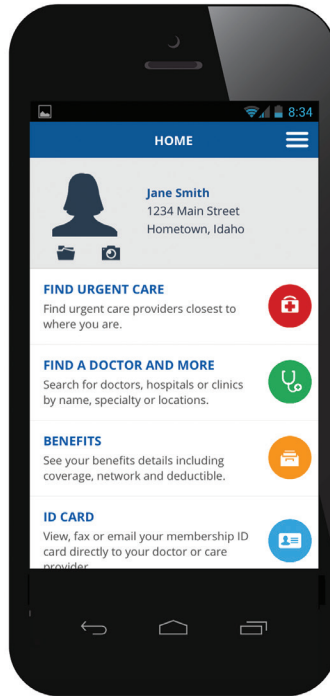 8:34
HOME
Jane Smith
1234 Main Street
Hometown, Idaho
FIND URGENT CARE
Find urgent care providers closest to
where you are.
FIND A DOCTOR AND MORE
Search for doctors, hospitals or clinics
by name, specialty or locations.
BENEFITS
See your benefits details including
coverage, network and deductible.
ID CARD
View, fax or email your membership ID
card directly to your doctor or care
provider